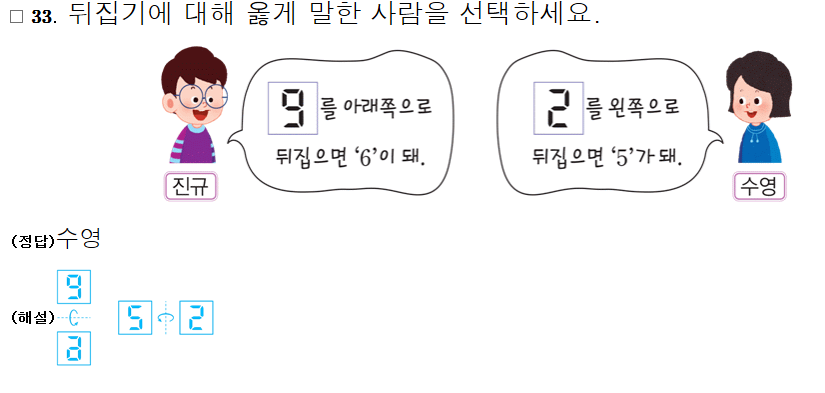 □ 33. 뒤집기에 대해 옳게 말한 사람을 선택하세요.
9를 아래쪽으로
뒤집으면 ‘6’이 돼.
진규
2를 왼쪽으로
뒤집으면 ‘5’가 돼.
수영
(정답)수영
9
(해설) 5 2